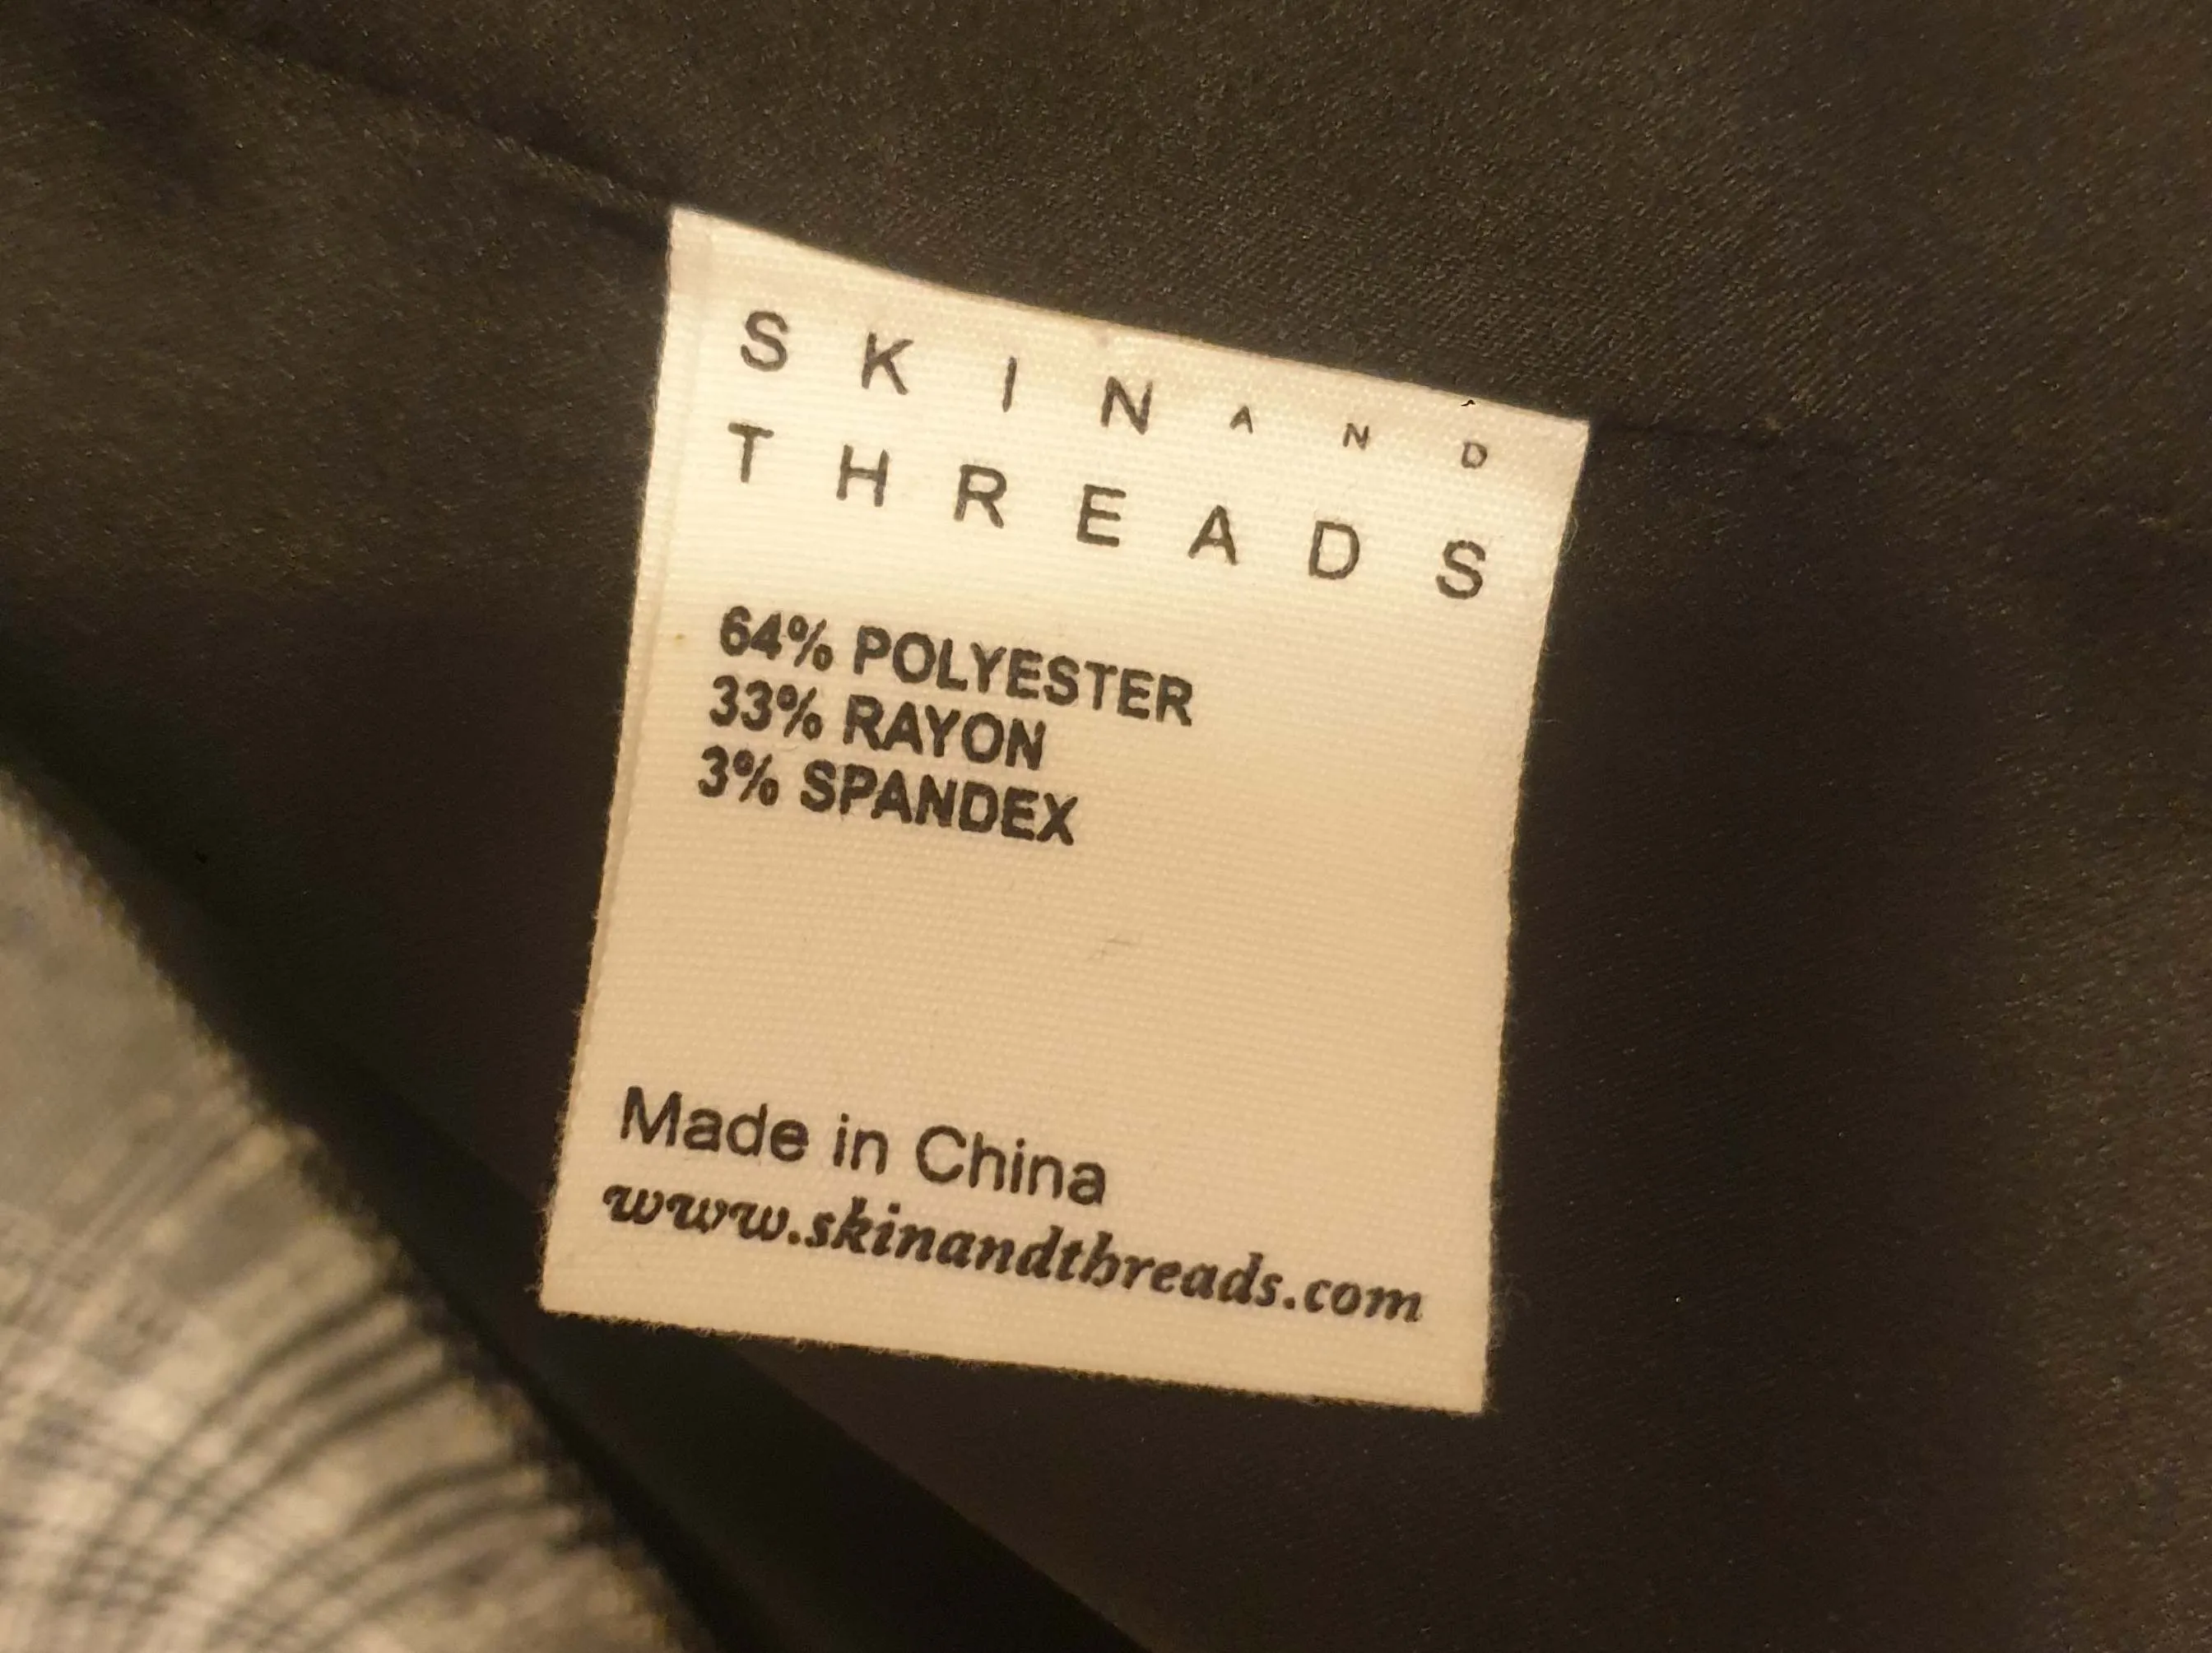 SKIN AND
THREADS
64% POLYESTER
33% RAYON
3% SPANDEX
Made in China
www.skinandthreads.com